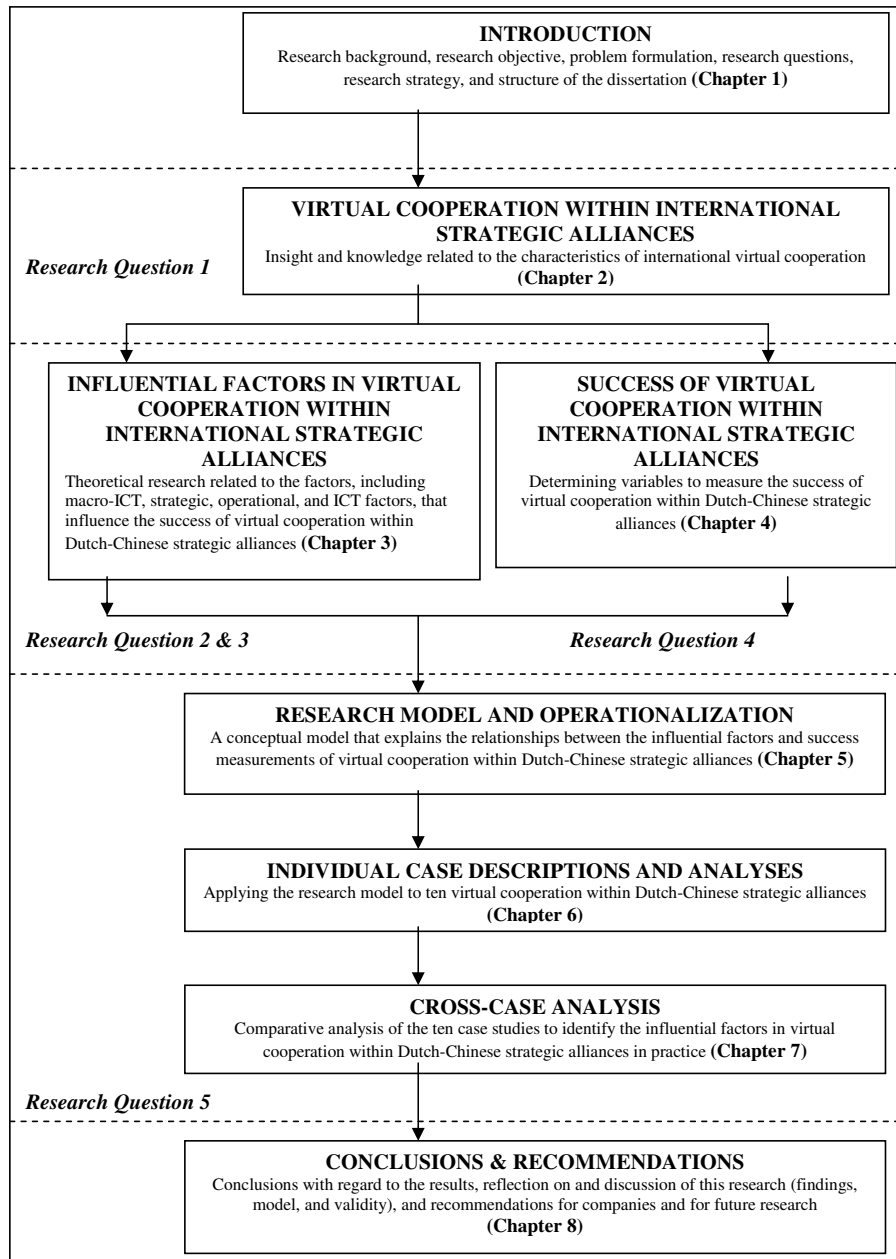 INTRODUCTION
Research background, research objective, problem formulation, research questions,
research strategy, and structure of the dissertation (Chapter 1)
VIRTUAL COOPERATION WITHIN INTERNATIONAL
STRATEGIC ALLIANCES
Insight and knowledge related to the characteristics of international virtual cooperation
(Chapter 2)
Research Question 1
INFLUENTIAL FACTORS IN VIRTUAL
COOPERATION WITHIN
INTERNATIONAL STRATEGIC
ALLIANCES
Theoretical research related to the factors, including
macro-ICT, strategic, operational, and ICT factors, that
influence the success of virtual cooperation within
Dutch-Chinese strategic alliances (Chapter 3)
SUCCESS OF VIRTUAL
COOPERATION WITHIN
INTERNATIONAL STRATEGIC
ALLIANCES
Determining variables to measure the success of
virtual cooperation within Dutch-Chinese strategic
alliances (Chapter 4)
Research Question 2 & 3
Research Question 4
RESEARCH MODEL AND OPERATIONALIZATION
A conceptual model that explains the relationships between the influential factors and success
measurements of virtual cooperation within Dutch-Chinese strategic alliances (Chapter 5)
INDIVIDUAL CASE DESCRIPTIONS AND ANALYSES
Applying the research model to ten virtual cooperation within Dutch-Chinese strategic alliances
(Chapter 6)
CROSS-CASE ANALYSIS
Comparative analysis of the ten case studies to identify the influential factors in virtual
cooperation within Dutch-Chinese strategic alliances in practice (Chapter 7)
Research Question 5
CONCLUSIONS & RECOMMENDATIONS
Conclusions with regard to the results, reflection on and discussion of this research (findings,
model, and validity), and recommendations for companies and for future research
(Chapter 8)